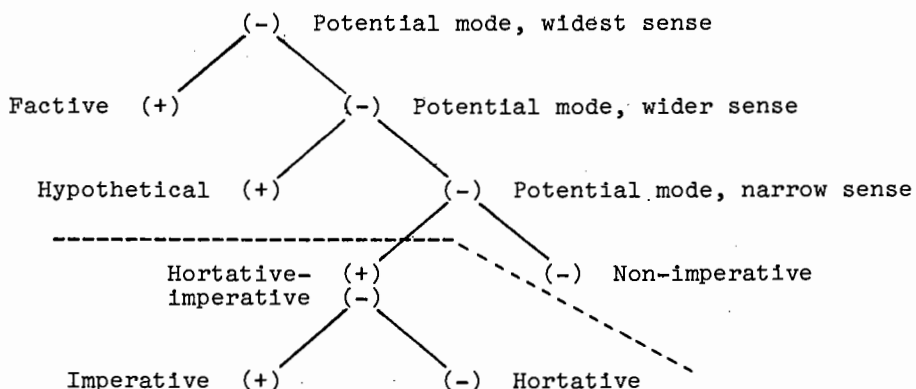 (-) Potential mode, widest sense
Factive (+) (-) Potential mode, wider sense
Hypothetical (+) (-) Potential mode, narrow sense
Hortative- (+) (-) Non-imperative
imperative (-)
Imperative (+) (-) Hortative